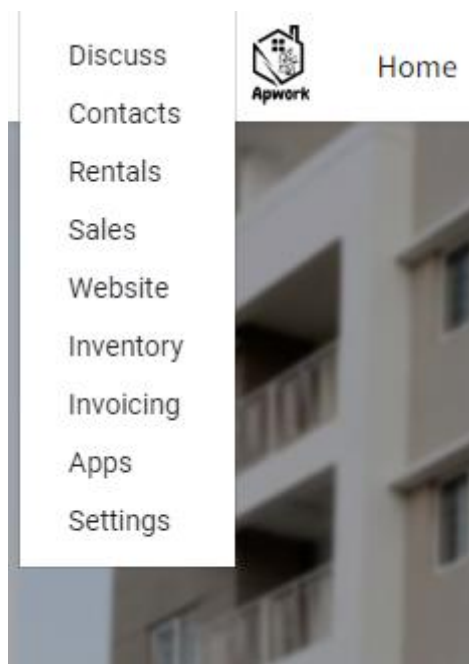 Discuss
Contacts
Rentals
Sales
Website
Inventory
Invoicing
Apps
Settings
Apwork
Home